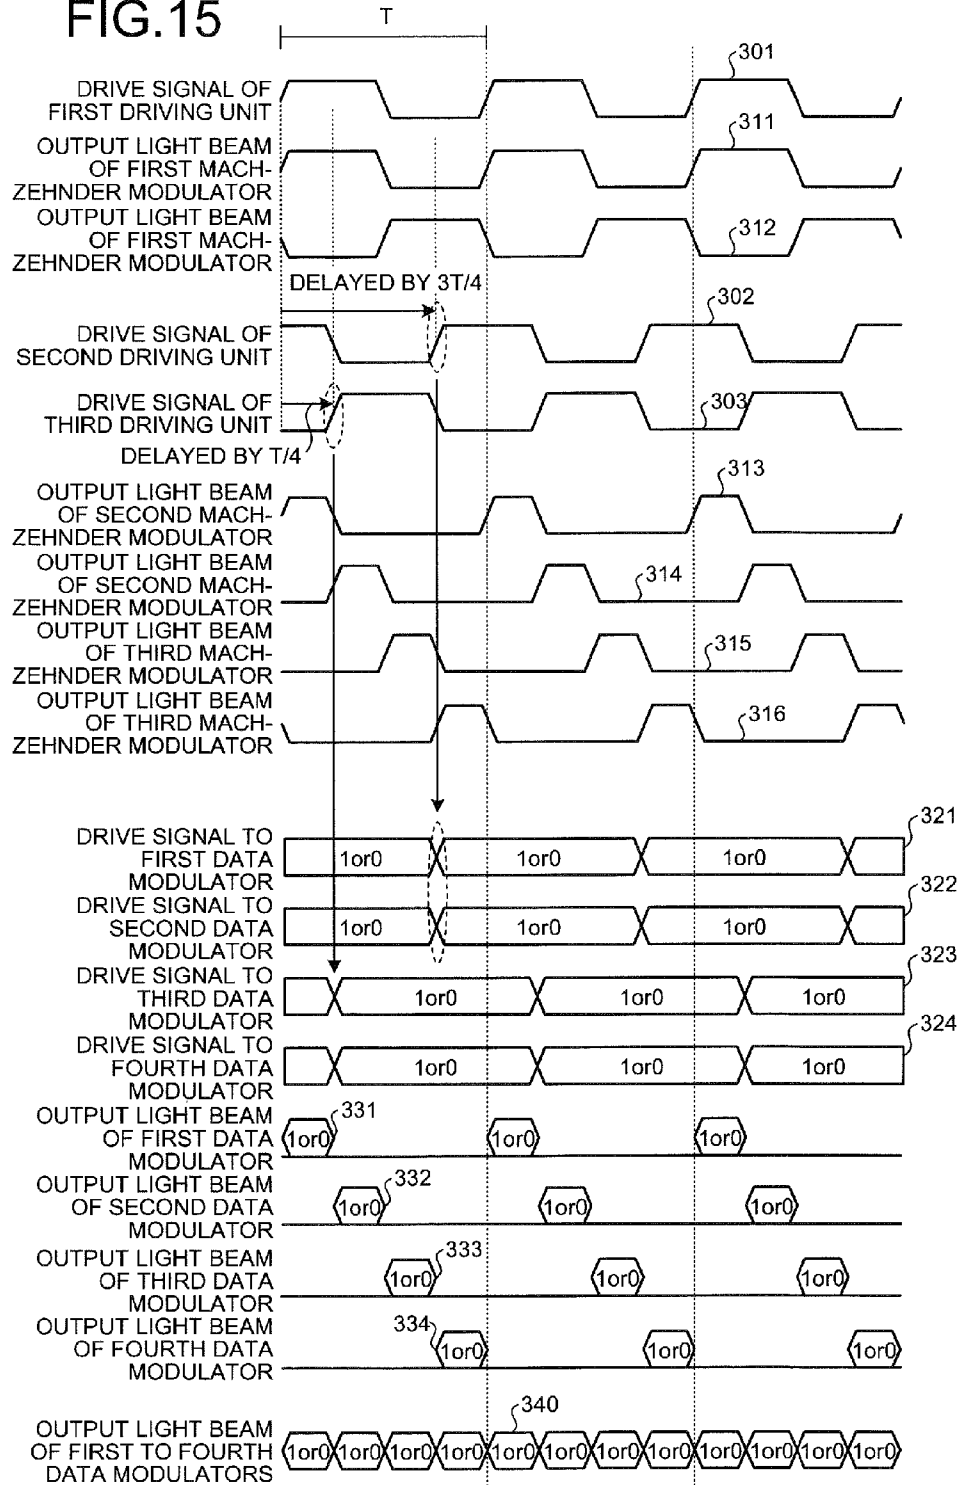 FIG.15
T
301
DRIVE SIGNAL OF
FIRST DRIVING UNIT
311
OUTPUT LIGHT BEAM
OF FIRST MACH-
ZEHNDER MODULATOR
312
OUTPUT LIGHT BEAM
OF FIRST MACH-
ZEHNDER MODULATOR
DELAYED BY 3T/4
302
DRIVE SIGNAL OF
SECOND DRIVING UNIT
303
DRIVE SIGNAL OF
THIRD DRIVING UNIT
DELAYED BY T/4
313
OUTPUT LIGHT BEAM
OF SECOND MACH-
ZEHNDER MODULATOR
314
OUTPUT LIGHT BEAM
OF SECOND MACH-
ZEHNDER MODULATOR
315
OUTPUT LIGHT BEAM
OF THIRD MACH-
ZEHNDER MODULATOR
316
OUTPUT LIGHT BEAM
OF THIRD MACH-
ZEHNDER MODULATOR
321
DRIVE SIGNAL TO
FIRST DATA
MODULATOR
1or0 1or0 1or0
322
DRIVE SIGNAL TO
SECOND DATA
MODULATOR
1or0 1or0 1or0
323
DRIVE SIGNAL TO
THIRD DATA
MODULATOR
1or0 1or0 1or0
324
DRIVE SIGNAL TO
FOURTH DATA
MODULATOR
1or0 1or0 1or0
331
OUTPUT LIGHT BEAM
OF FIRST DATA
MODULATOR
1or0 1or0 1or0
332
OUTPUT LIGHT BEAM
OF SECOND DATA
MODULATOR
1or0 1or0 1or0
333
OUTPUT LIGHT BEAM
OF THIRD DATA
MODULATOR
1or0 1or0 1or0
334
OUTPUT LIGHT BEAM
OF FOURTH DATA
MODULATOR
1or0 1or0 1or0
340
OUTPUT LIGHT BEAM
OF FIRST TO FOURTH
DATA MODULATORS
1or0 1or0 1or0 1or0 1or0 1or0 1or0 1or0 1or0 1or0 1or0 1or0